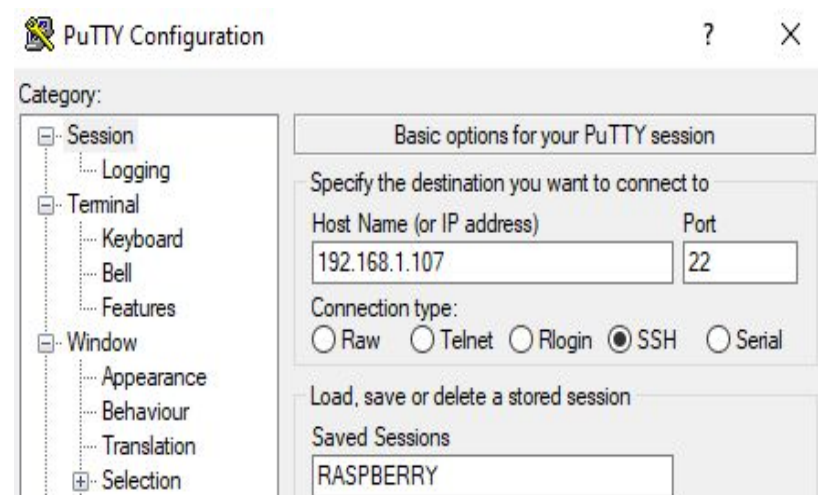 PuTTY Configuration
?
Category:
Session
Logging
Terminal
Keyboard
Bell
Features
Window
Appearance
Behaviour
Translation
Selection
Basic options for your PuTTY session
Specify the destination you want to connect to
Host Name (or IP address) Port
192.168.1.107 22
Connection type:
Raw Telnet Rlogin SSH Serial
Load, save or delete a stored session
Saved Sessions
RASPBERRY